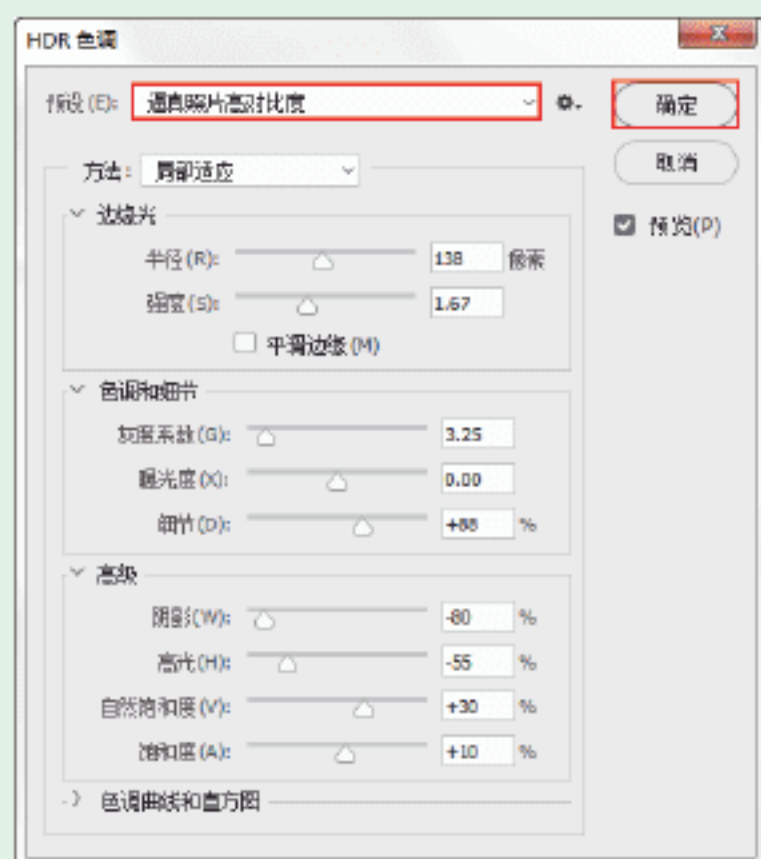 HDR 色调
预设(E): 逼真照片高对比度
确定
取消
预览(P)
方法: 局部适应
边缘光
半径(R): 138 像素
强度(S): 1.67
平滑边缘(M)
色调和细节
灰度系数(G): 3.25
曝光度(X): 0.00
细节(D): +88 %
高级
阴影(W): -80 %
高光(H): -55 %
自然饱和度(V): +30 %
饱和度(A): +10 %
色调曲线和直方图